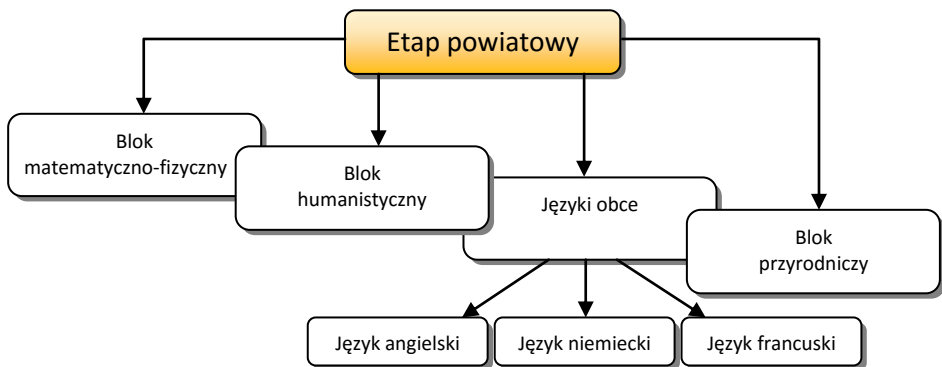 Etap powiatowy
Blok
matematyczno-fizyczny
Blok
humanistyczny
Języki obce
Blok
przyrodniczy
Język angielski
Język niemiecki
Język francuski